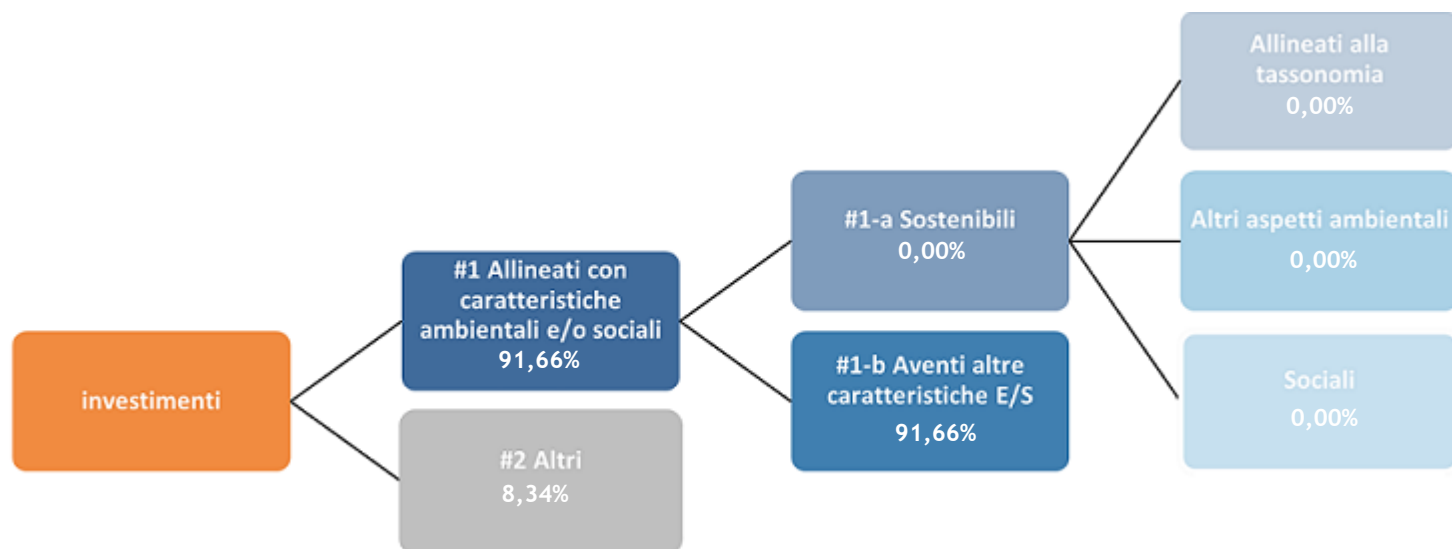 investimenti
#1 Allineati con
caratteristiche
ambientali e/o sociali
91,66%
#2 Altri
8,34%
#1-a Sostenibili
0,00%
#1-b Aventi altre
caratteristiche E/S
91,66%
Allineati alla
tassonomia
0,00%
Altri aspetti ambientali
0,00%
Sociali
0,00%